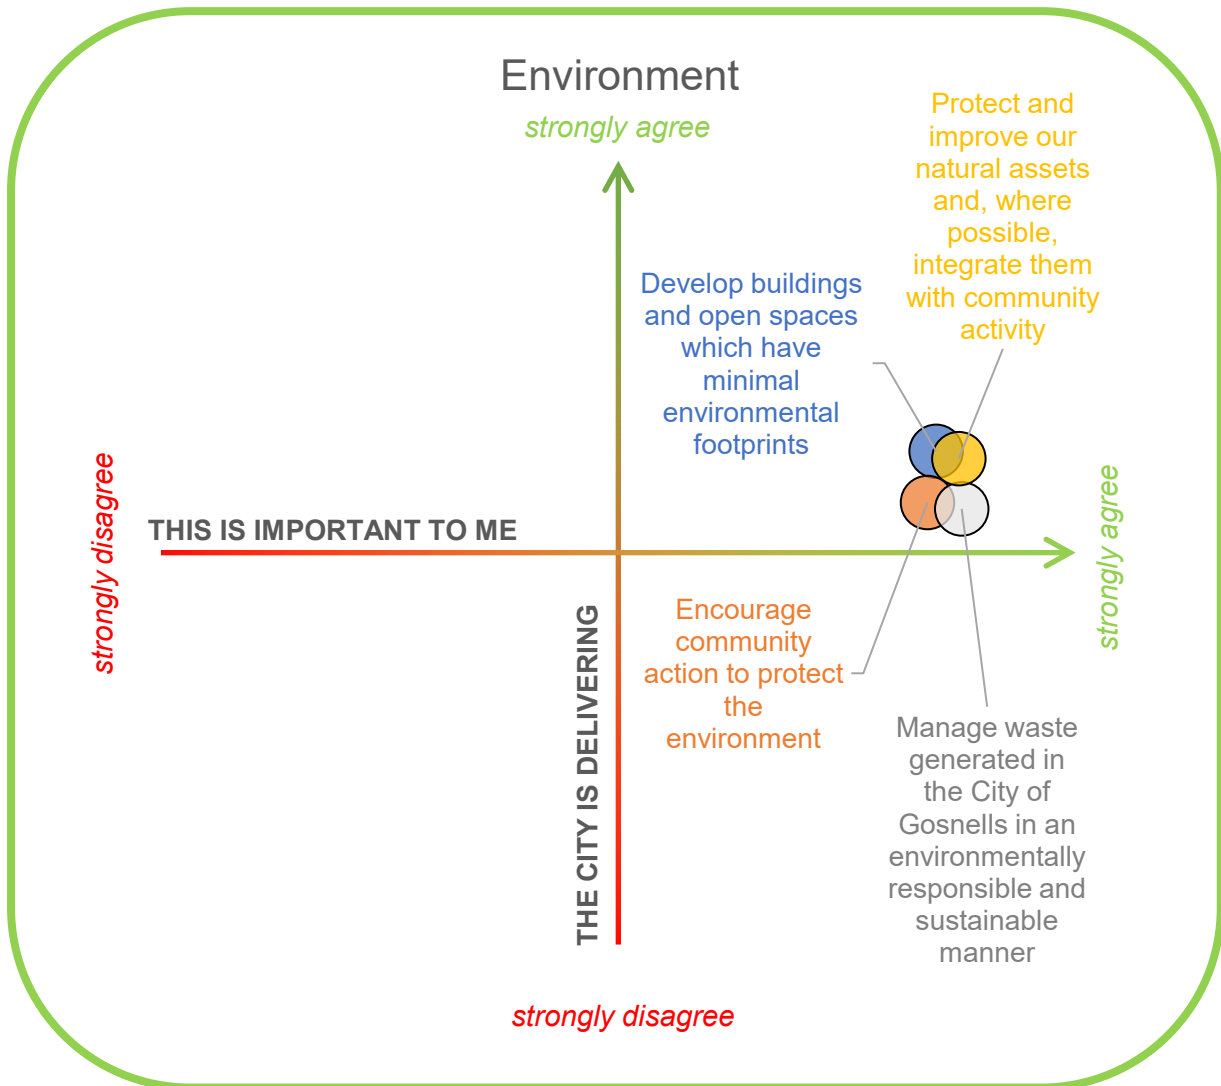 Environment
strongly agree
Protect and
improve our
natural assets
and, where
possible,
integrate them
with community
activity
Develop buildings
and open spaces
which have
minimal
environmental
footprints
strongly disagree
THIS IS IMPORTANT TO ME
strongly agree
THE CITY IS DELIVERING
Encourage
community
action to protect
the
environment
Manage waste
generated in
the City of
Gosnells in an
environmentally
responsible and
sustainable
manner
strongly disagree